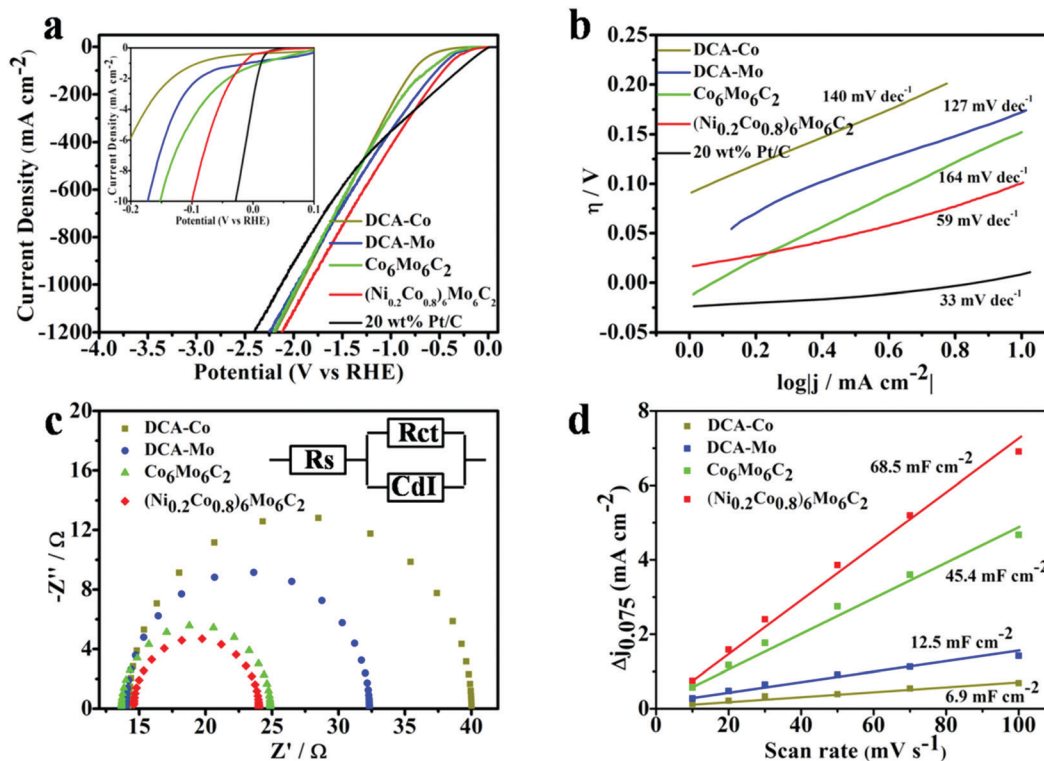 a
Current Density (mA cm-2)
0
-200
-400
-600
-800
-1000
-1200
-4.0 -3.5 -3.0 -2.5 -2.0 -1.5 -1.0 -0.5 0.0
Potential (V vs RHE)
Current Density (mA cm-2)
0
-2
-4
-6
-8
-10
-0.2 -0.1 0.0 0.1
Potential (V vs RHE)
DCA-Co
DCA-Mo
Co6Mo6C2
(Ni0.2Co0.8)6Mo6C2
20 wt% Pt/C
b
η / V
0.20
0.15
0.10
0.05
0.00
-0.05
DCA-Co
DCA-Mo
Co6Mo6C2
(Ni0.2Co0.8)6Mo6C2
20 wt% Pt/C
140 mV dec-1
127 mV dec-1
164 mV dec-1
59 mV dec-1
33 mV dec-1
0.0 0.2 0.4 0.6 0.8 1.0
log|j / mA cm-2|
c
-Z'' / Ω
20
16
12
8
4
0
DCA-Co
DCA-Mo
Co6Mo6C2
(Ni0.2Co0.8)6Mo6C2
Rs
Rct
CdI
15 20 25 30 35 40
Z' / Ω
d
Δj0.075 (mA cm-2)
8
6
4
2
0
DCA-Co
DCA-Mo
Co6Mo6C2
(Ni0.2Co0.8)6Mo6C2
68.5 mF cm-2
45.4 mF cm-2
12.5 mF cm-2
6.9 mF cm-2
20 40 60 80 100
Scan rate (mV s-1)